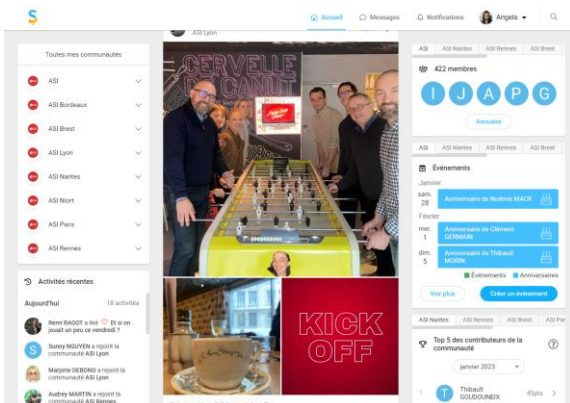 Accueil
Messages
Notifications
Angela
Toutes mes communautés
ASI
ASI Bordeaux
ASI Brest
ASI Lyon
ASI Nantes
ASI Niort
ASI Paris
ASI Rennes
Activités récentes
Aujourd'hui
18 activités
Rémi RAGOT a liké Et si on
jouait un peu ce vendredi ?
Sunny NGUYEN a rejoint la
communauté ASI Lyon
Marjorie DEBONO a rejoint la
communauté ASI Lyon
Audrey MARTIN a rejoint la
communauté ASI Rennes
ASI Lyon
CERVELLE
DE CANUT
KICK
OFF
ASI
ASI Nantes
ASI Rennes
ASI Brest
422 membres
I J A P G
Annuaire
ASI
ASI Nantes
ASI Rennes
ASI Brest
Évènements
Janvier
sam.
28
Anniversaire de Noémie MACK
Février
mer.
1
Anniversaire de Clément
GERMAIN
dim.
5
Anniversaire de Thibaud
MORIN
Évènements
Anniversaires
Voir plus
Créer un évènement
ASI Nantes
ASI Rennes
ASI Brest
ASI Par
Top 5 des contributeurs de la
communauté
janvier 2023
1
T
Thibault
GOUDOUNEIX
45pts